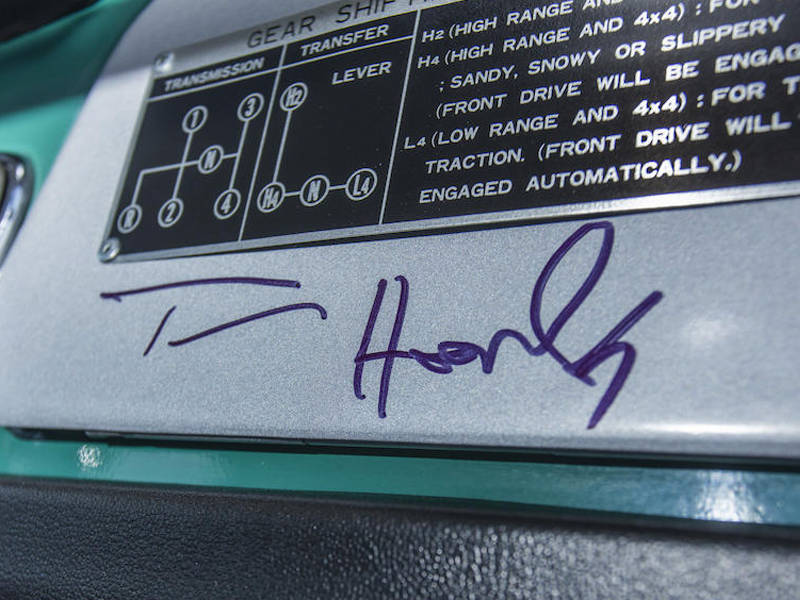 GEAR SHIFT
TRANSMISSION
1 3
N
R 2 4
TRANSFER
LEVER
H2
H4 N L4
H2 (HIGH RANGE AND
H4 (HIGH RANGE AND 4x4) : FOR
; SANDY, SNOWY OR SLIPPERY
(FRONT DRIVE WILL BE ENGAG
L4 (LOW RANGE AND 4x4) : FOR T
TRACTION. (FRONT DRIVE WILL
ENGAGED AUTOMATICALLY.)